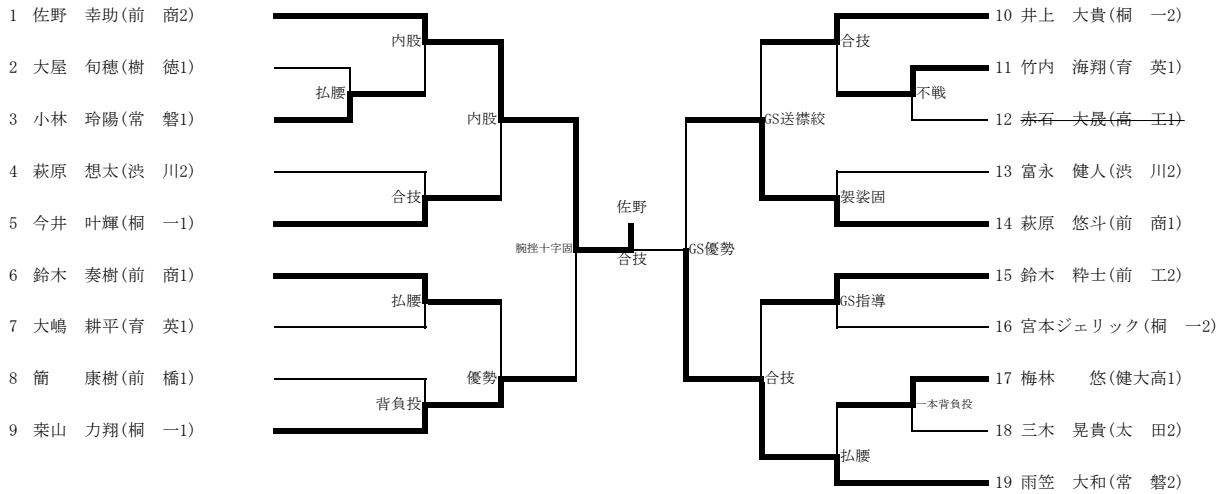 1 佐野 幸助(前 商2)
2 大屋 旬穂(樹 徳1)
3 小林 玲陽(常 磐1)
4 萩原 想太(渋 川2)
5 今井 叶輝(桐 一1)
6 鈴木 奏樹(前 商1)
7 大嶋 耕平(育 英1)
8 簡 康樹(前 橋1)
9 桒山 力翔(桐 一1)
内股
払腰
内股
合技
腕挫十字固
払腰
優勢
背負投
佐野
合技
合技
不戦
GS送襟絞
袈裟固
GS優勢
GS指導
合技
一本背負投
払腰
10 井上 大貴(桐 一2)
11 竹内 海翔(育 英1)
12 赤石 大晟(高 工1)
13 富永 健人(渋 川2)
14 萩原 悠斗(前 商1)
15 鈴木 粋士(前 工2)
16 宮本ジェリック(桐 一2)
17 梅林 悠(健大高1)
18 三木 晃貴(太 田2)
19 雨笠 大和(常 磐2)